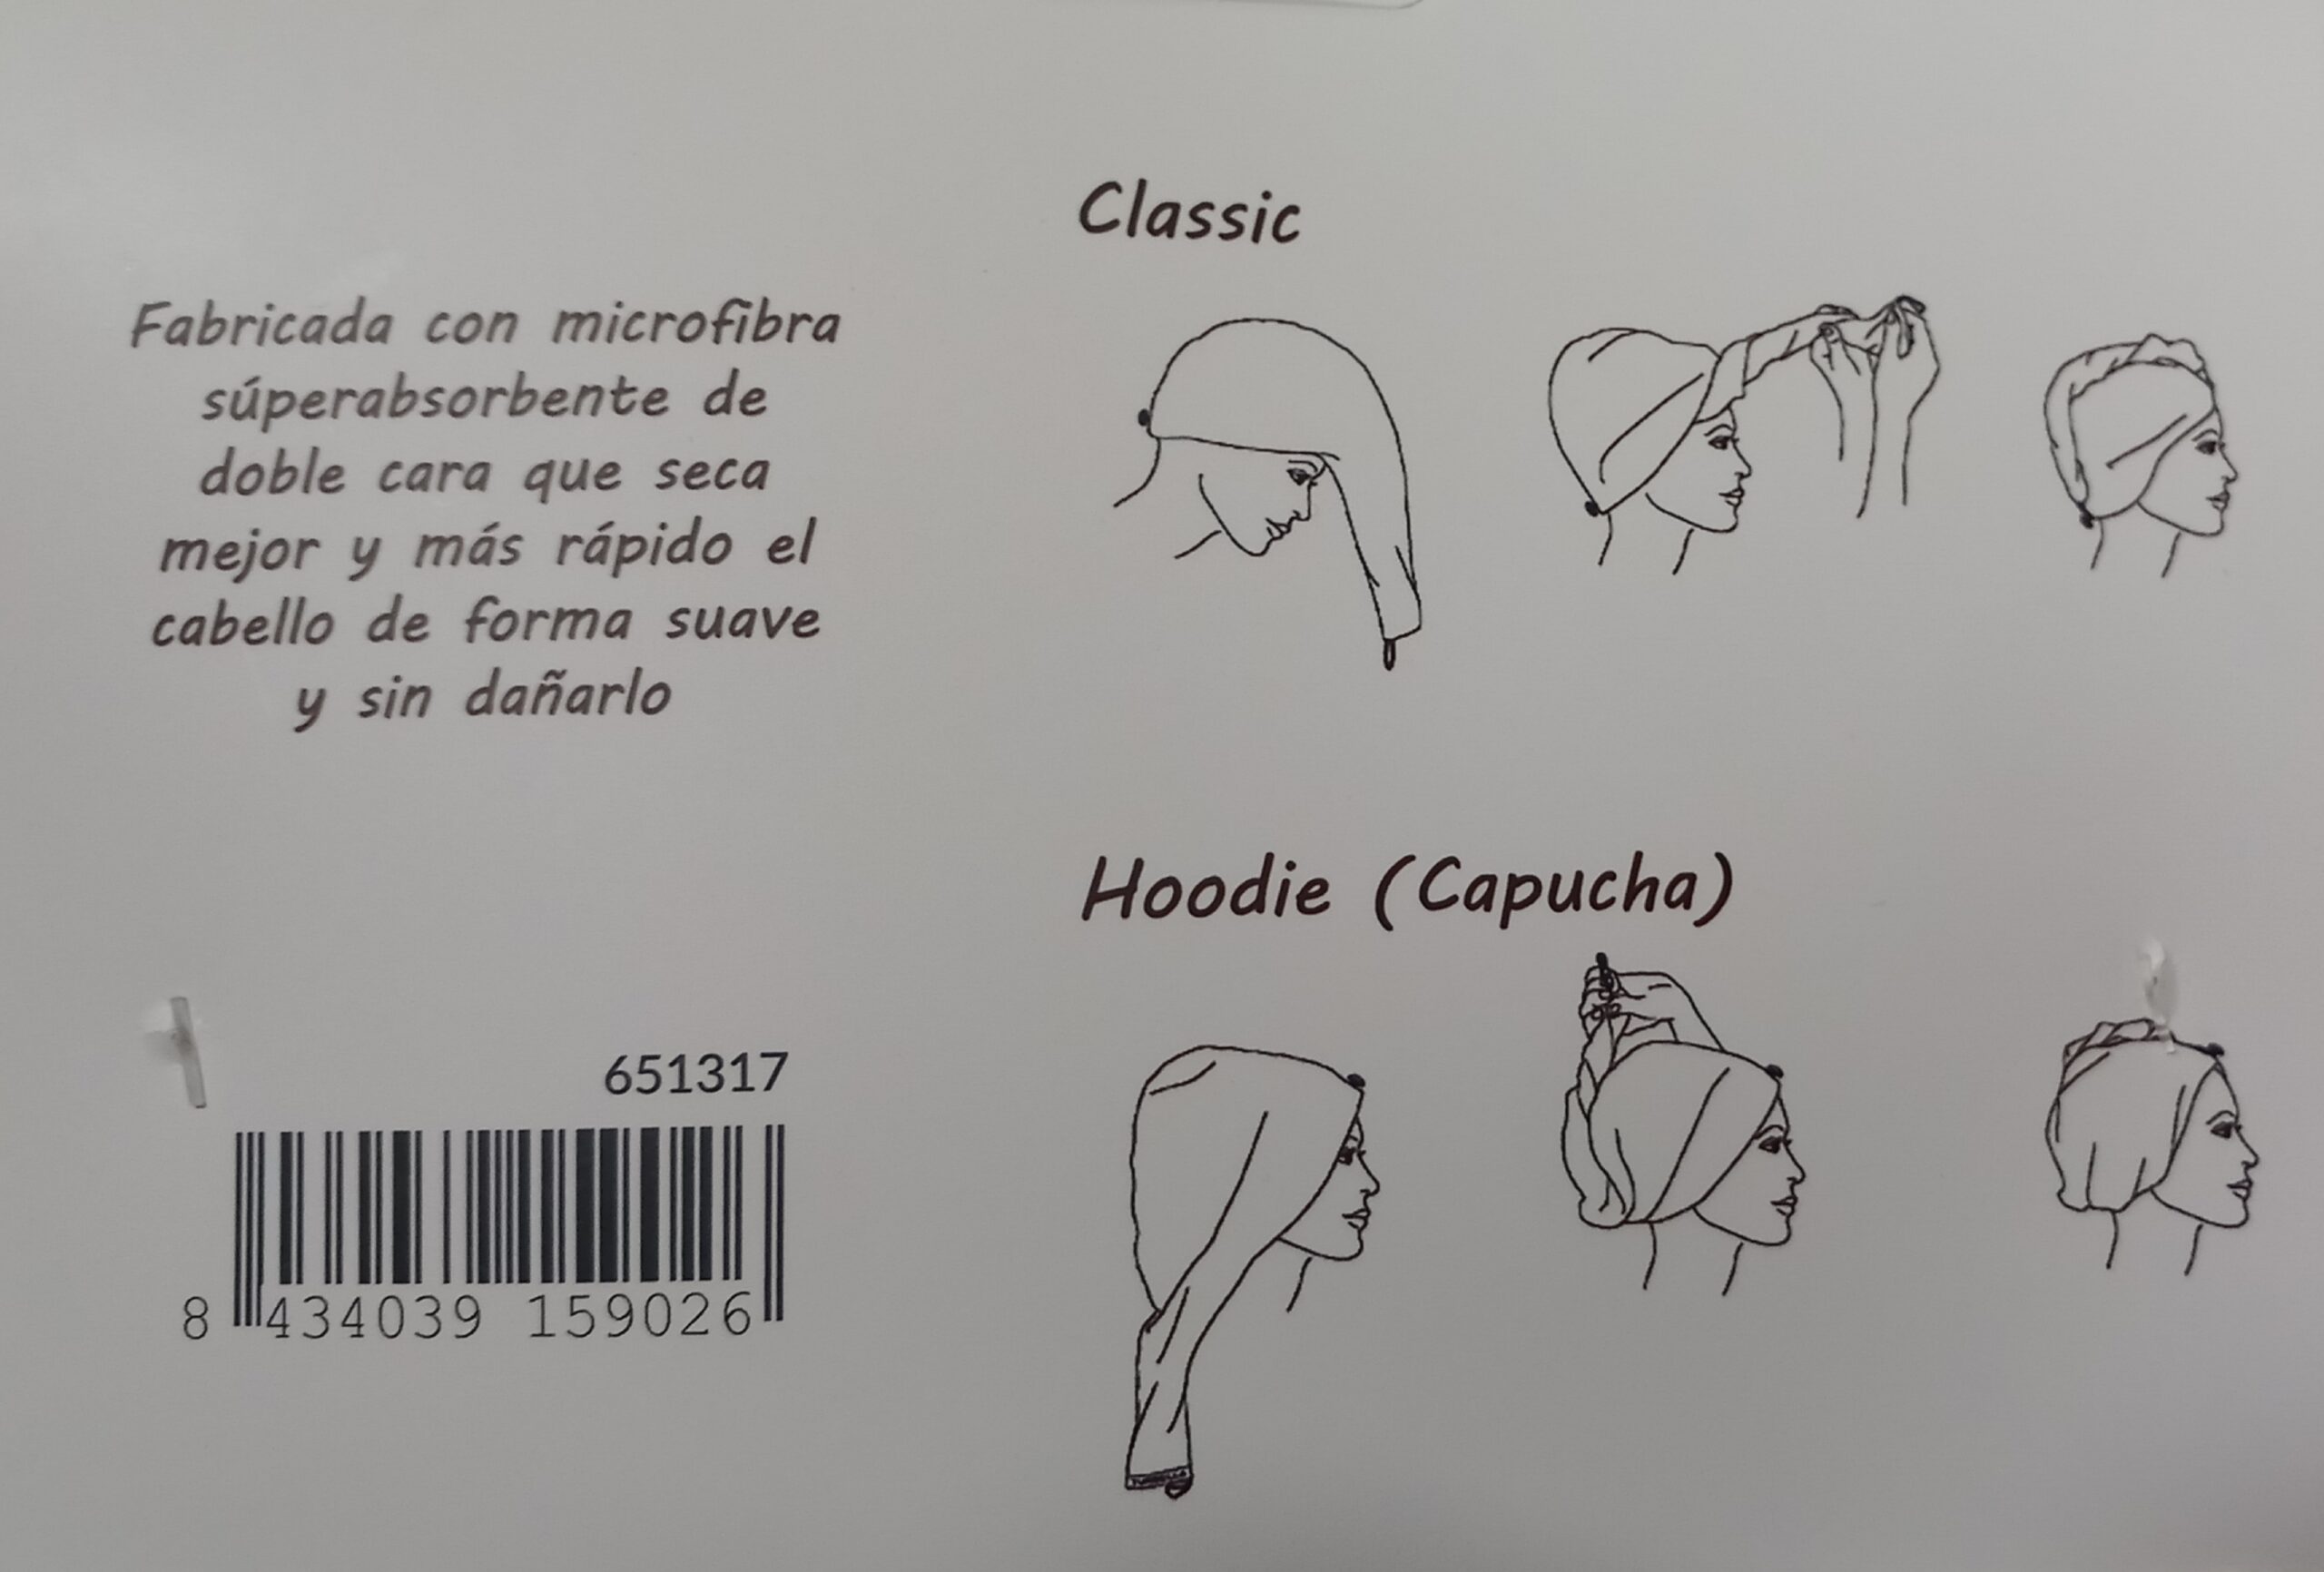 Fabricada con microfibra
súperabsorbente de
doble cara que seca
mejor y más rápido el
cabello de forma suave
y sin dañarlo
651317
8 434039 159026
Classic
Hoodie (Capucha)